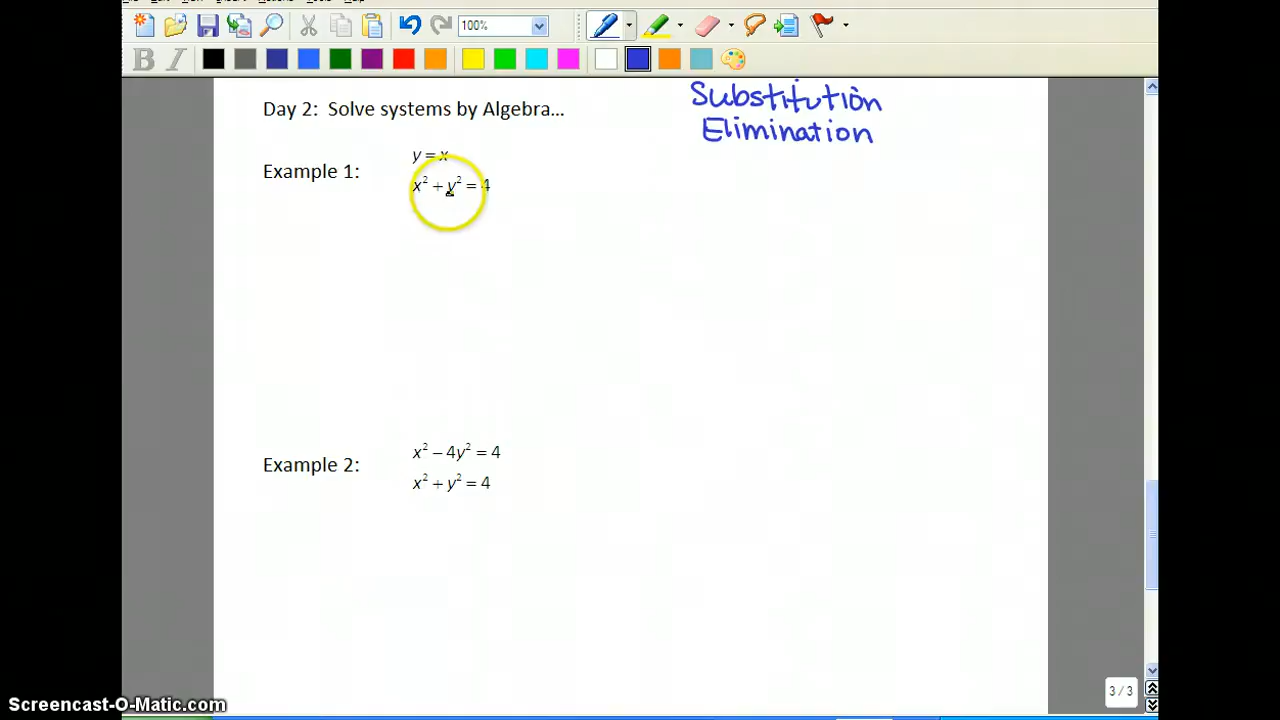 100%
B I
Substitution
Day 2: Solve systems by Algebra...
Elimination
y = x
Example 1:
x² + y² = 4
x² − 4y² = 4
Example 2:
x² + y² = 4
3 / 3
Screencast-O-Matic.com